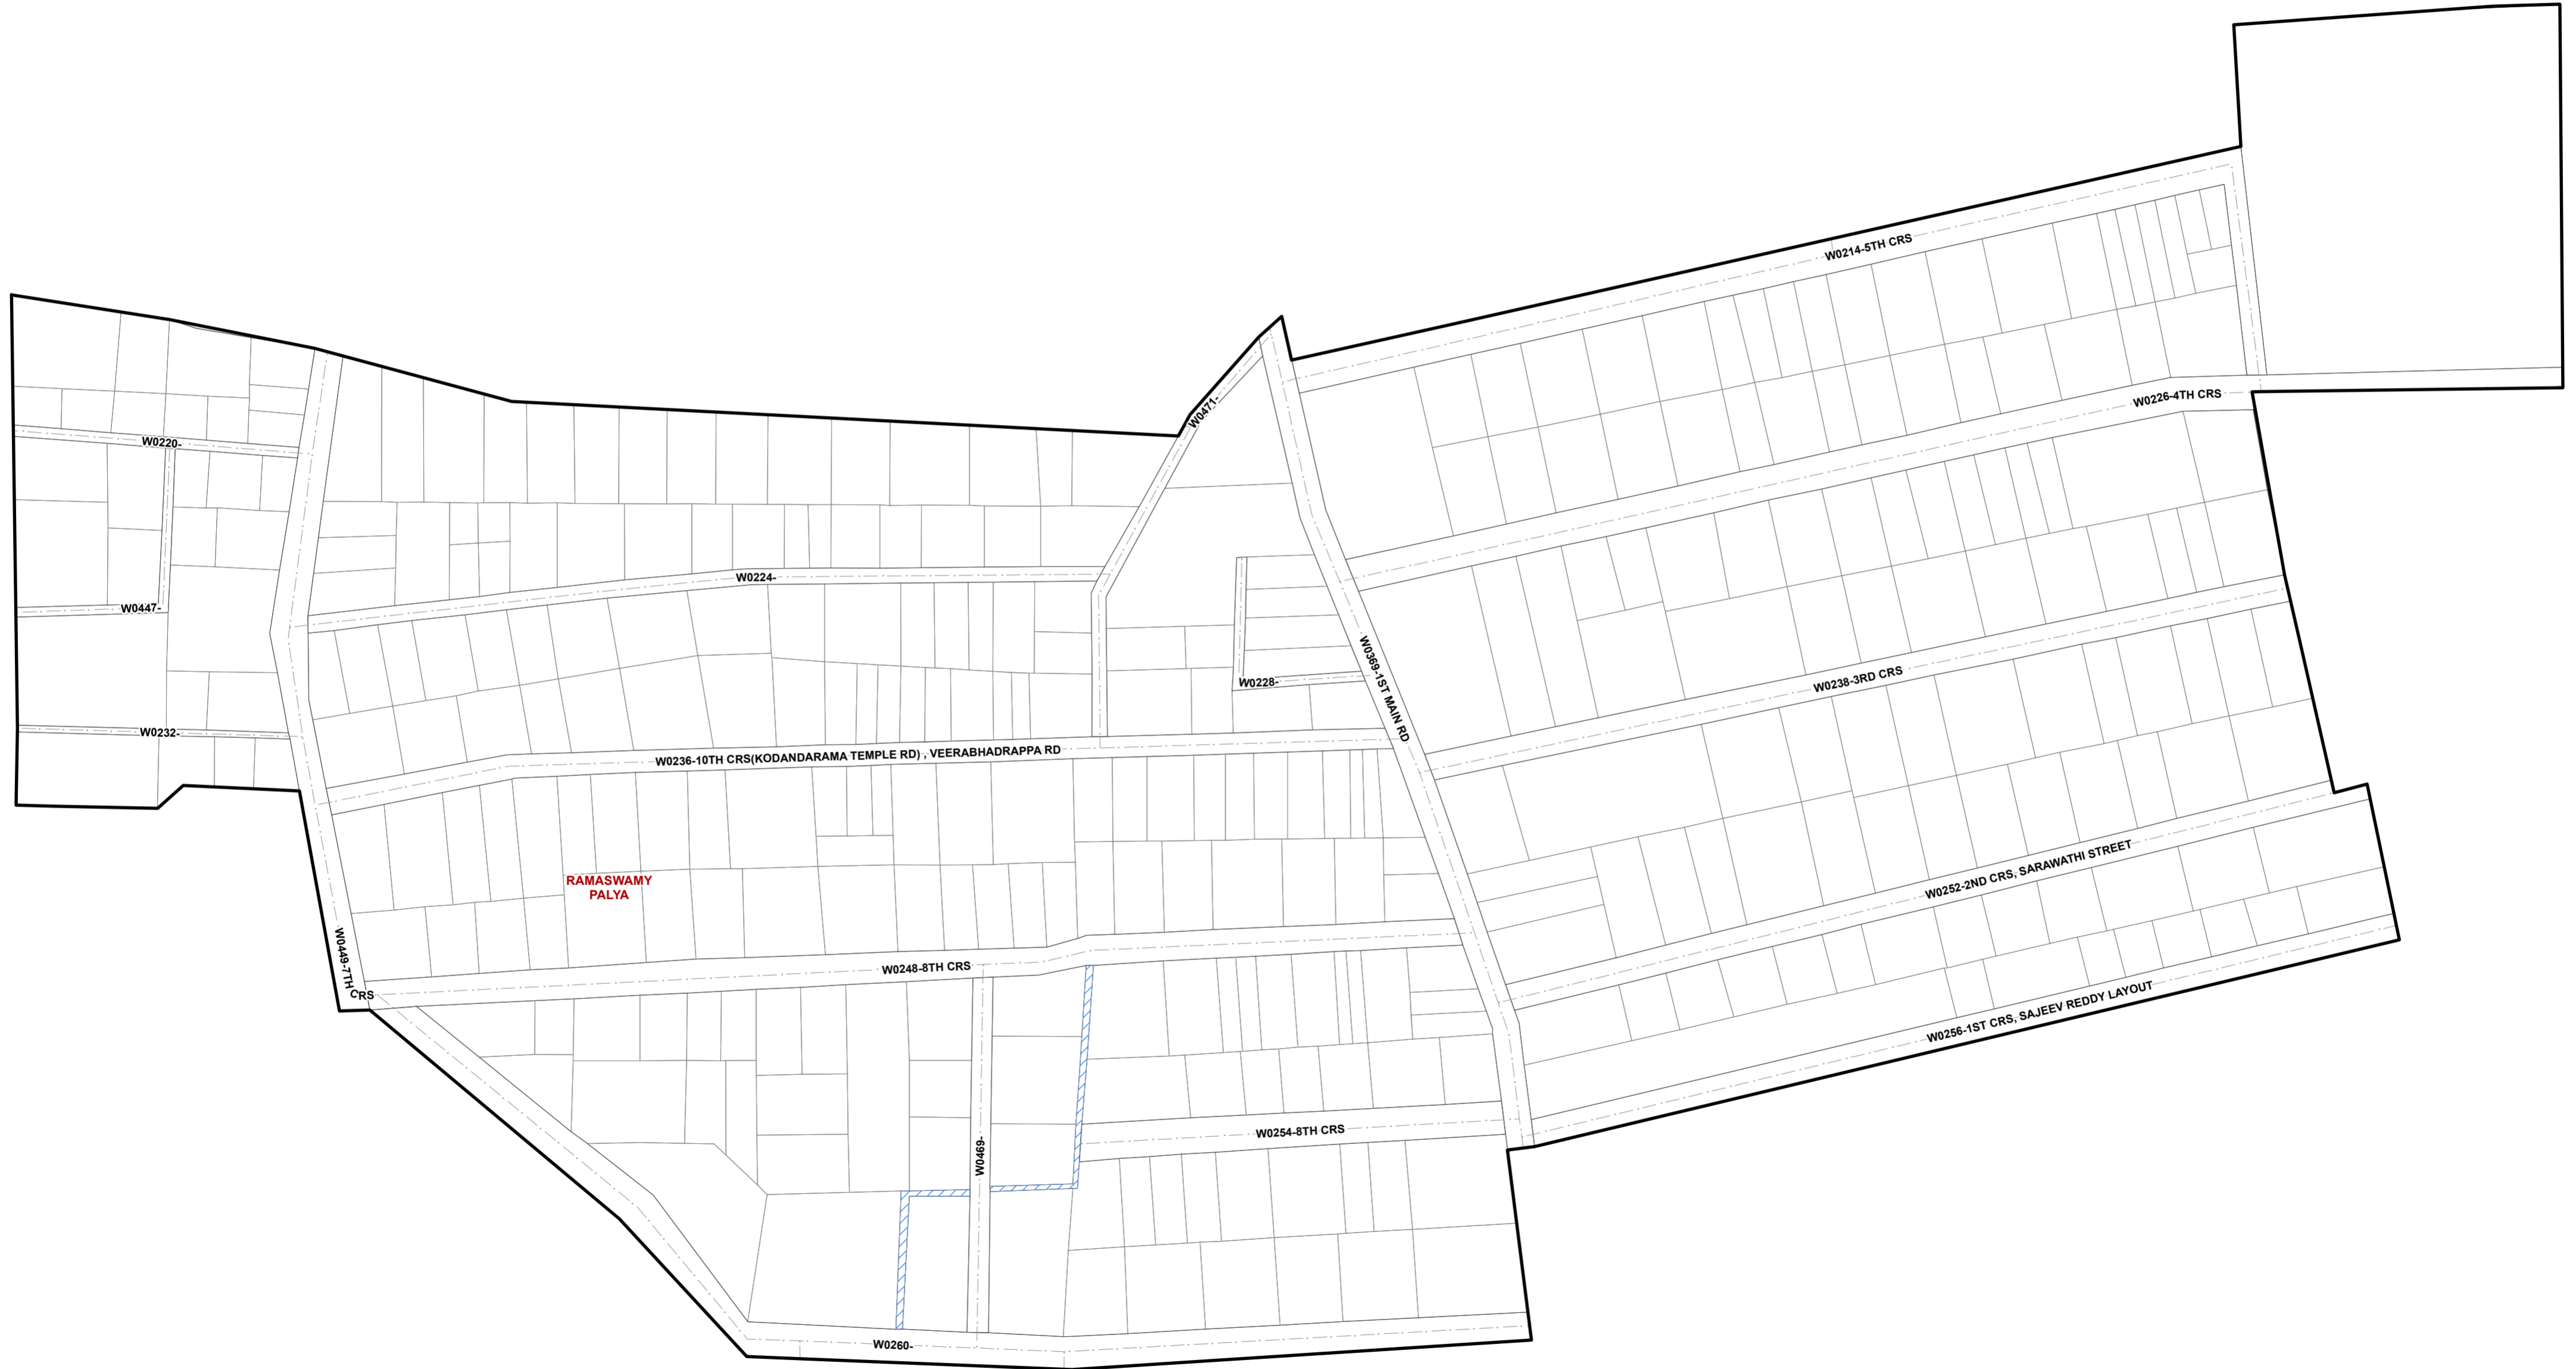 W0214-5TH CRS
W0226-4TH CRS
W0471-
W0220-
W0224-
W0447-
W0369-1ST MAIN RD
W0228-
W0238-3RD CRS
W0232-
W0236-10TH CRS(KODANDARAMA TEMPLE RD) , VEERABHADRAPPA RD
RAMASWAMY
PALYA
W0252-2ND CRS, SARAWATHI STREET
W0449-7TH CRS
W0248-8TH CRS
W0256-1ST CRS, SAJEEV REDDY LAYOUT
W0254-8TH CRS
W0469-
W0260-